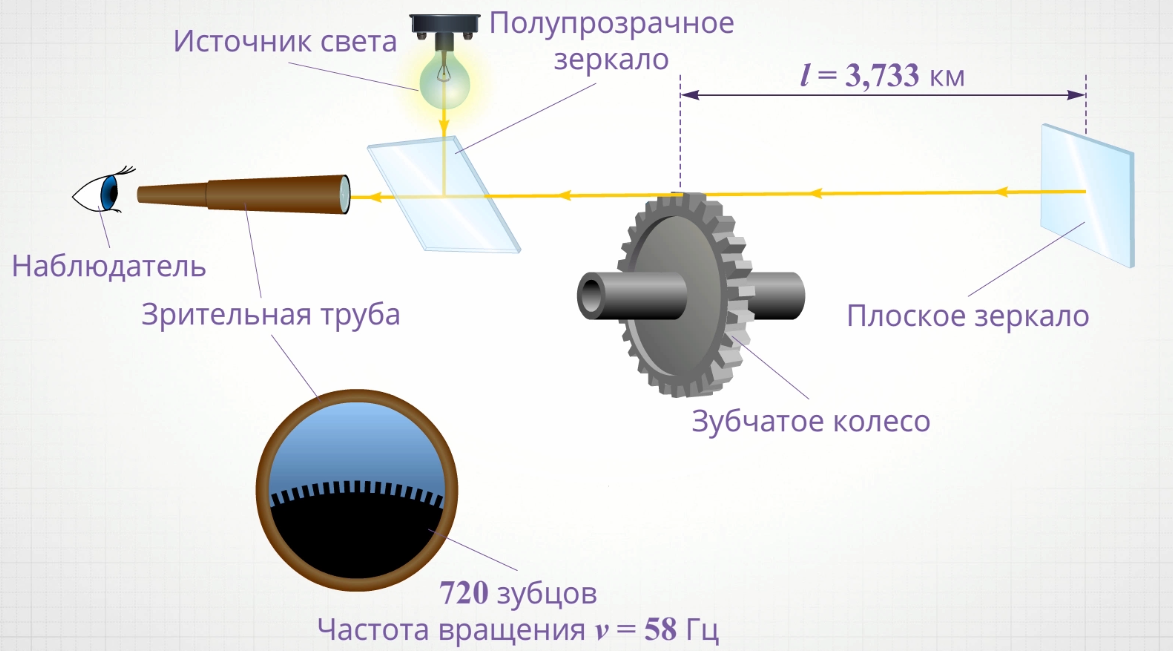 Источник света
Полупрозрачное
зеркало
l = 3,733 км
Наблюдатель
Зрительная труба
Плоское зеркало
Зубчатое колесо
720 зубцов
Частота вращения ν = 58 Гц